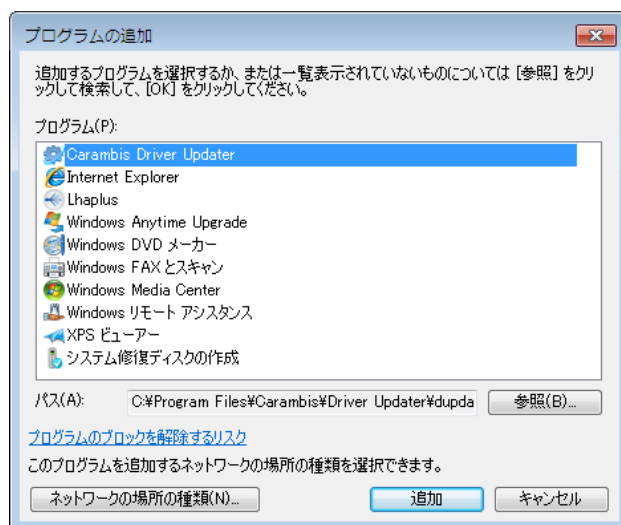 プログラムの追加
追加するプログラムを選択するか、または一覧表示されていないものについては [参照] をクリ
ックして検索して、[OK] をクリックしてください。
プログラム(P):
Carambis Driver Updater
Internet Explorer
Lhaplus
Windows Anytime Upgrade
Windows DVD メーカー
Windows FAX とスキャン
Windows Media Center
Windows リモート アシスタンス
XPS ビューアー
システム修復ディスクの作成
パス(A): C:¥Program Files¥Carambis¥Driver Updater¥dupda 参照(B)...
プログラムのブロックを解除するリスク
このプログラムを追加するネットワークの場所の種類を選択できます。
ネットワークの場所の種類(N)... 追加 キャンセル